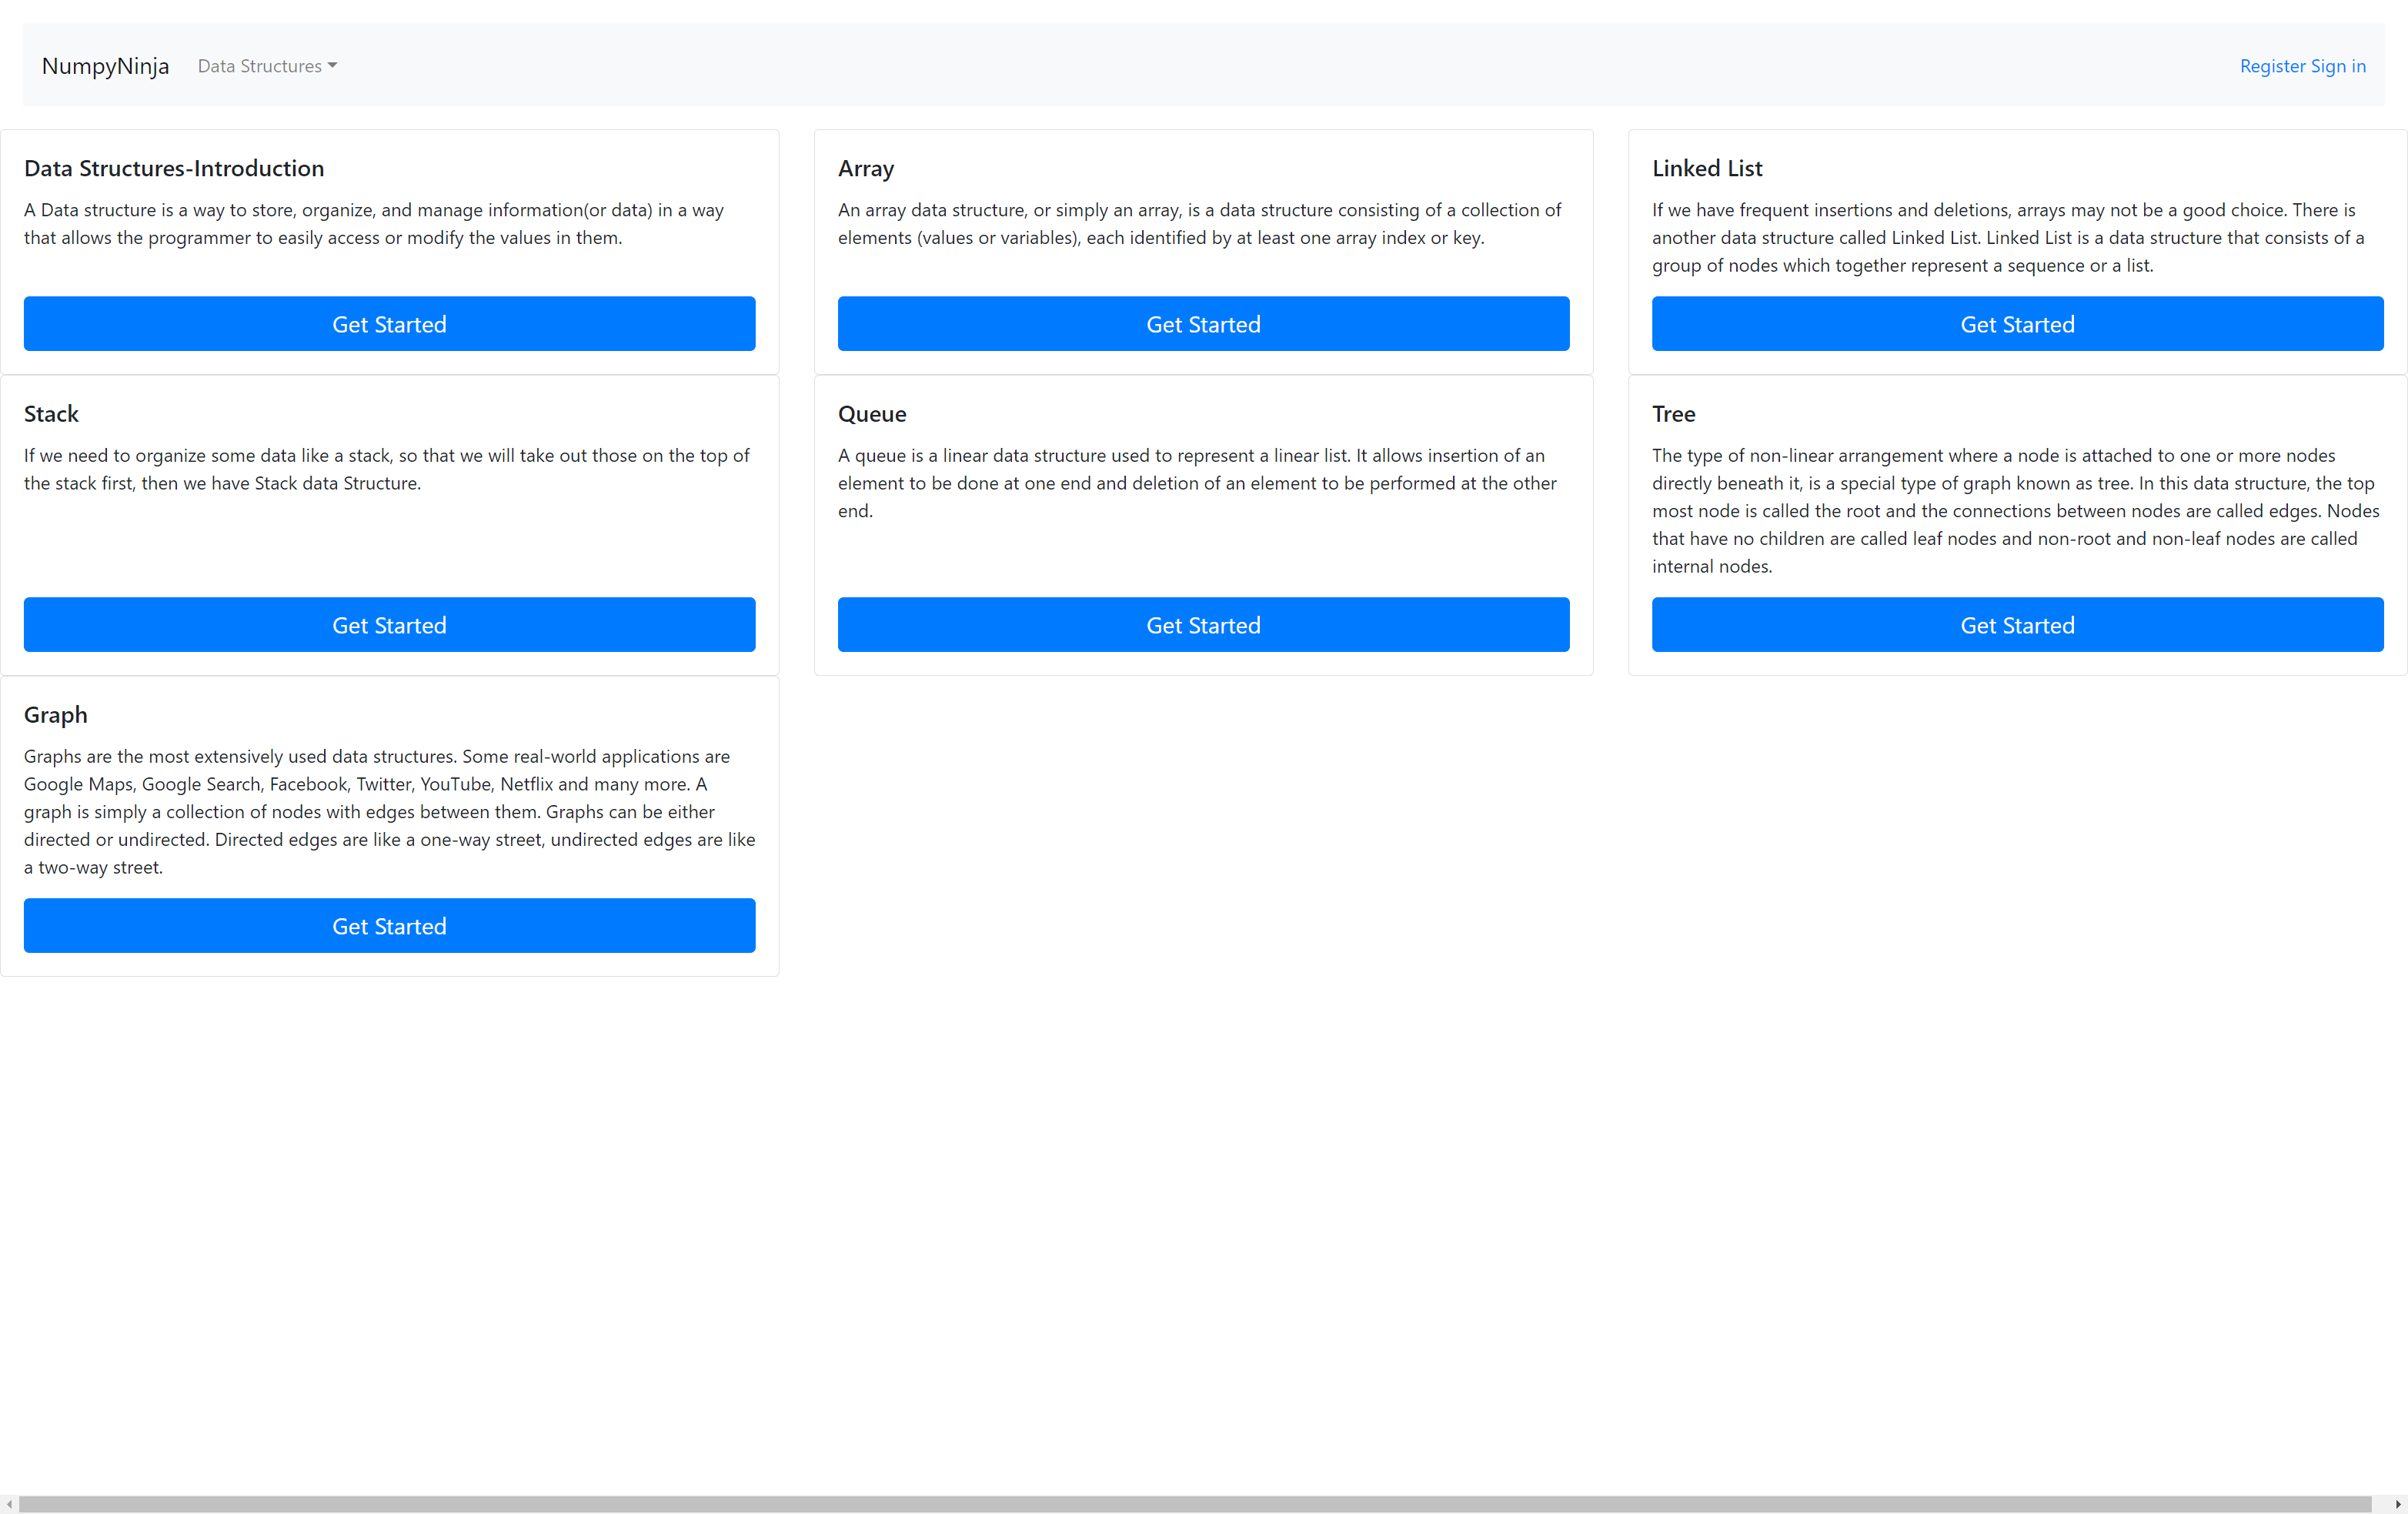 NumpyNinja
Data Structures
Register Sign in
Data Structures-Introduction
A Data structure is a way to store, organize, and manage information(or data) in a way
that allows the programmer to easily access or modify the values in them.
Get Started
Array
An array data structure, or simply an array, is a data structure consisting of a collection of
elements (values or variables), each identified by at least one array index or key.
Get Started
Linked List
If we have frequent insertions and deletions, arrays may not be a good choice. There is
another data structure called Linked List. Linked List is a data structure that consists of a
group of nodes which together represent a sequence or a list.
Get Started
Stack
If we need to organize some data like a stack, so that we will take out those on the top of
the stack first, then we have Stack data Structure.
Get Started
Queue
A queue is a linear data structure used to represent a linear list. It allows insertion of an
element to be done at one end and deletion of an element to be performed at the other
end.
Get Started
Tree
The type of non-linear arrangement where a node is attached to one or more nodes
directly beneath it, is a special type of graph known as tree. In this data structure, the top
most node is called the root and the connections between nodes are called edges. Nodes
that have no children are called leaf nodes and non-root and non-leaf nodes are called
internal nodes.
Get Started
Graph
Graphs are the most extensively used data structures. Some real-world applications are
Google Maps, Google Search, Facebook, Twitter, YouTube, Netflix and many more. A
graph is simply a collection of nodes with edges between them. Graphs can be either
directed or undirected. Directed edges are like a one-way street, undirected edges are like
a two-way street.
Get Started